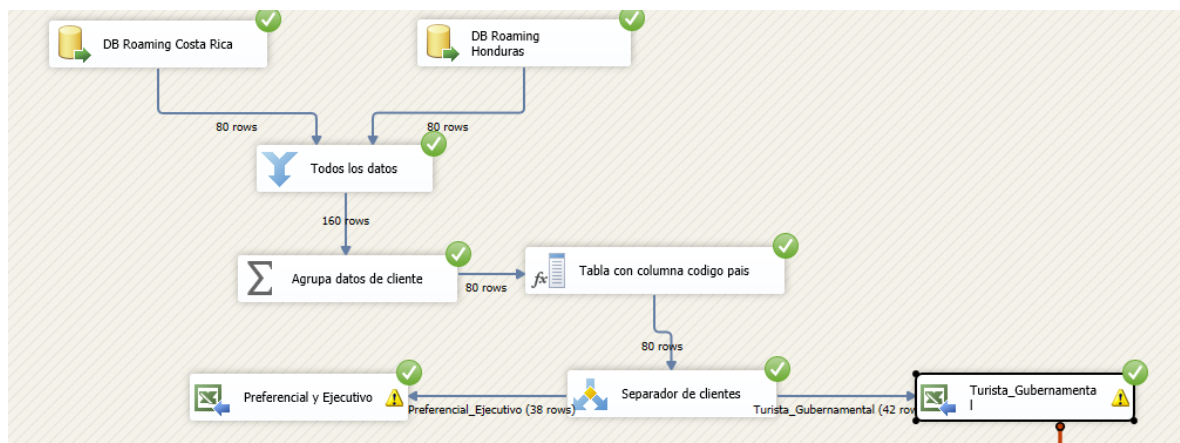 DB Roaming Costa Rica
DB Roaming
Honduras
80 rows
80 rows
Todos los datos
160 rows
Agrupa datos de cliente
80 rows
fx
Tabla con columna codigo pais
80 rows
Preferencial y Ejecutivo
Preferencial_Ejecutivo (38 rows)
Separador de clientes
Turista_Gubernamental (42 row
Turista_Gubernamenta
l